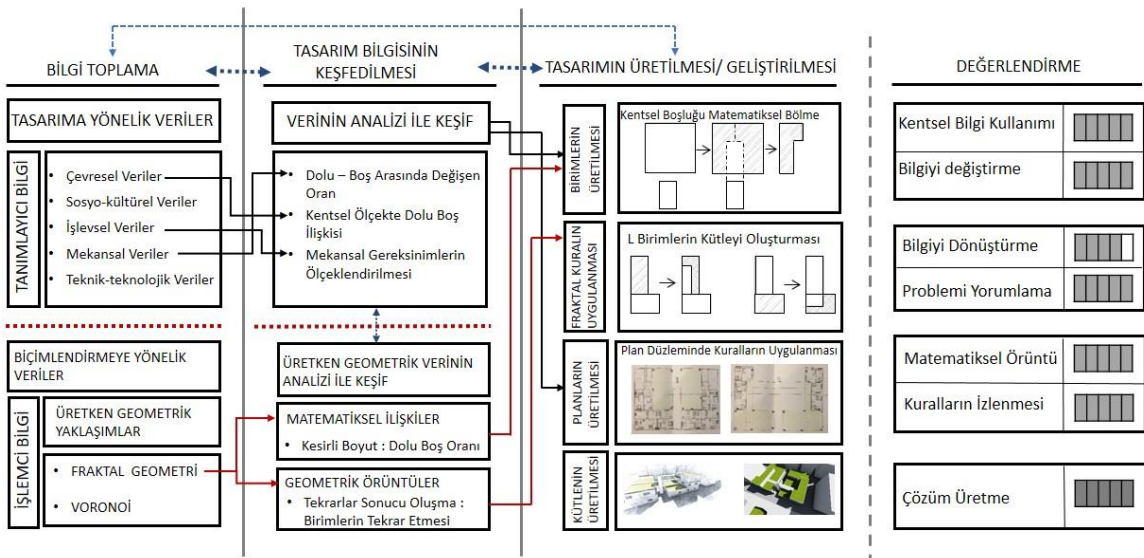 BİLGİ TOPLAMA
TASARIMA YÖNELİK VERİLER
TANIMLAYICI BİLGİ
• Çevresel Veriler
• Sosyo-kültürel Veriler
• İşlevsel Veriler
• Mekansal Veriler
• Teknik-teknolojik Veriler
BİÇİMLENDİRMEYE YÖNELİK
VERİLER
İŞLEMCİ BİLGİ
ÜRETKEN GEOMETRİK
YAKLAŞIMLAR
• FRAKTAL GEOMETRİ
• VORONOİ
TASARIM BİLGİSİNİN
KEŞFEDİLMESİ
VERİNİN ANALİZİ İLE KEŞİF
• Dolu – Boş Arasında Değişen
Oran
• Kentsel Ölçekte Dolu Boş
İlişkisi
• Mekansal Gereksinimlerin
Ölçeklendirilmesi
ÜRETKEN GEOMETRİK VERİNİN
ANALİZİ İLE KEŞİF
MATEMATİKSEL İLİŞKİLER
• Kesirli Boyut : Dolu Boş Oranı
GEOMETRİK ÖRÜNTÜLER
• Tekrarlar Sonucu Oluşma :
Birimlerin Tekrar Etmesi
TASARIMIN ÜRETİLMESİ/ GELİŞTİRİLMESİ
BİRİMLERİN
ÜRETİLMESİ
Kentsel Boşluğu Matematiksel Bölme
FRAKTAL KURALIN
UYGULANMASI
L Birimlerin Kütleyi Oluşturması
PLANLARIN
ÜRETİLMESİ
Plan Düzleminde Kuralların Uygulanması
KÜTLENİN
ÜRETİLMESİ
DEĞERLENDİRME
Kentsel Bilgi Kullanımı
Bilgiyi değiştirme
Bilgiyi Dönüştürme
Problemi Yorumlama
Matematiksel Örüntü
Kuralların İzlenmesi
Çözüm Üretme